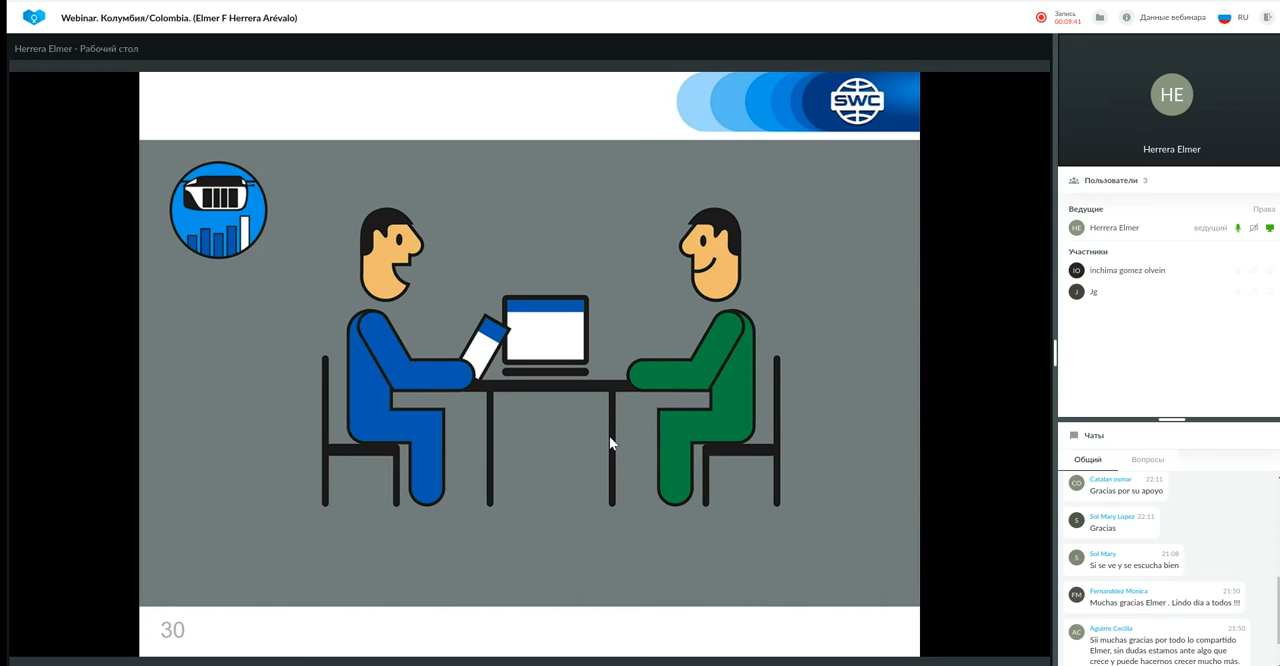 Webinar. Колумбия/Colombia. (Elmer F Herrera Arévalo)
Запись
00:09:41
Данные вебинара
RU
Herrera Elmer - Рабочий стол
SWC
30
HE
Herrera Elmer
Пользователи 3
Ведущие Права
HE Herrera Elmer ведущий
Участники
IO inchima gomez olvein
J Jg
Чаты
Общий Вопросы
CO Catalan osmar 22:11
Gracias por su apoyo
S Sol Mary Lopez 22:11
Gracias
S Sol Mary 21:08
Si se ve y se escucha bien
FM Fernanddez Monica 21:50
Muchas gracias Elmer . Lindo día a todos !!!
AC Aguirre Cecilia 21:50
Sii muchas gracias por todo lo compartido
Elmer, sin dudas estamos ante algo que
crece y puede hacernos crecer mucho más.